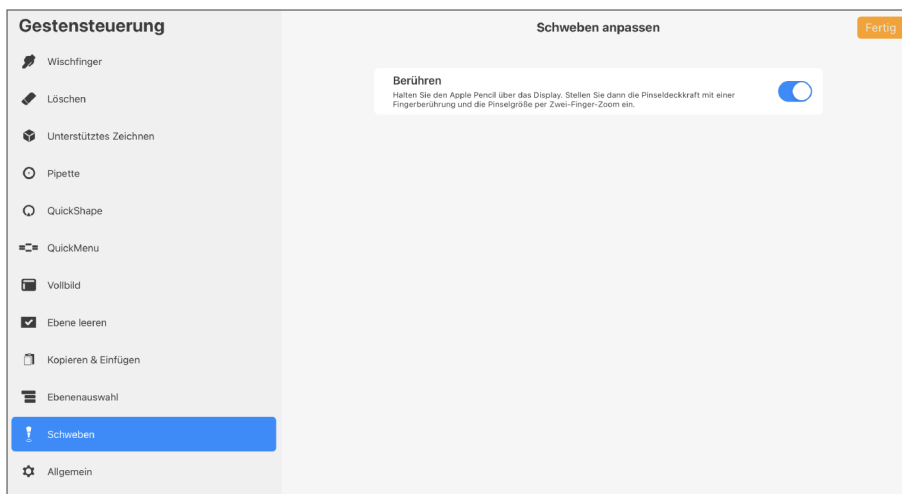 Gestensteuerung
Schweben anpassen
Fertig
Wischfinger
Löschen
Unterstütztes Zeichnen
Pipette
QuickShape
QuickMenu
Vollbild
Ebene leeren
Kopieren & Einfügen
Ebenenauswahl
Schweben
Allgemein
Berühren
Halten Sie den Apple Pencil über das Display. Stellen Sie dann die Pinseldeckkraft mit einer
Fingerberührung und die Pinselgröße per Zwei-Finger-Zoom ein.